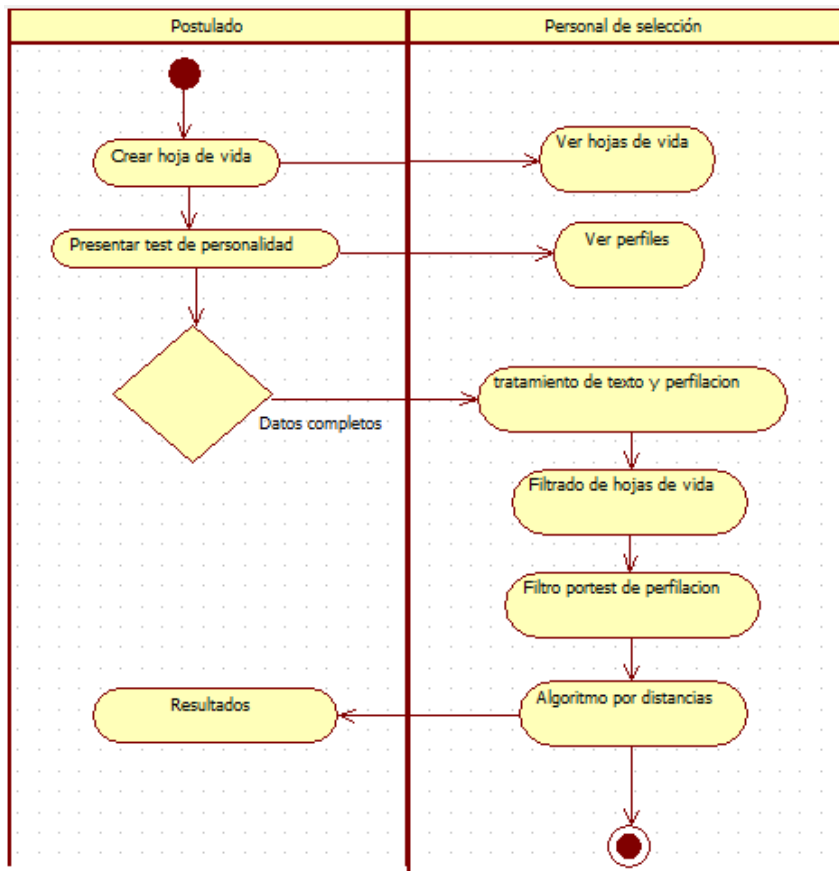 Postulado
Personal de selección
Crear hoja de vida
Ver hojas de vida
Presentar test de personalidad
Ver perfiles
tratamiento de texto y perfilacion
Datos completos
Filtrado de hojas de vida
Filtro portest de perfilacion
Resultados
Algoritmo por distancias